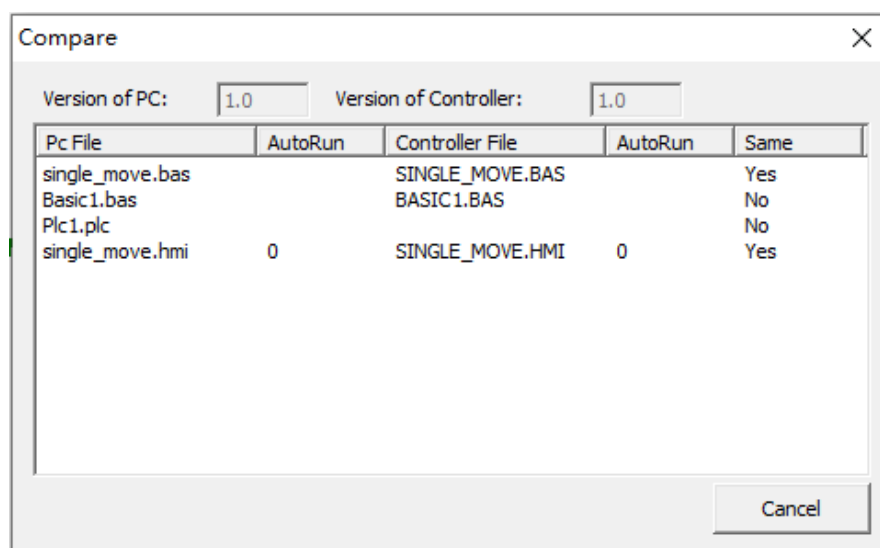 Compare
Version of PC: 1.0 Version of Controller: 1.0
Pc File AutoRun Controller File AutoRun Same
single_move.bas SINGLE_MOVE.BAS Yes
Basic1.bas BASIC1.BAS No
Plc1.plc No
single_move.hmi 0 SINGLE_MOVE.HMI 0 Yes
Cancel